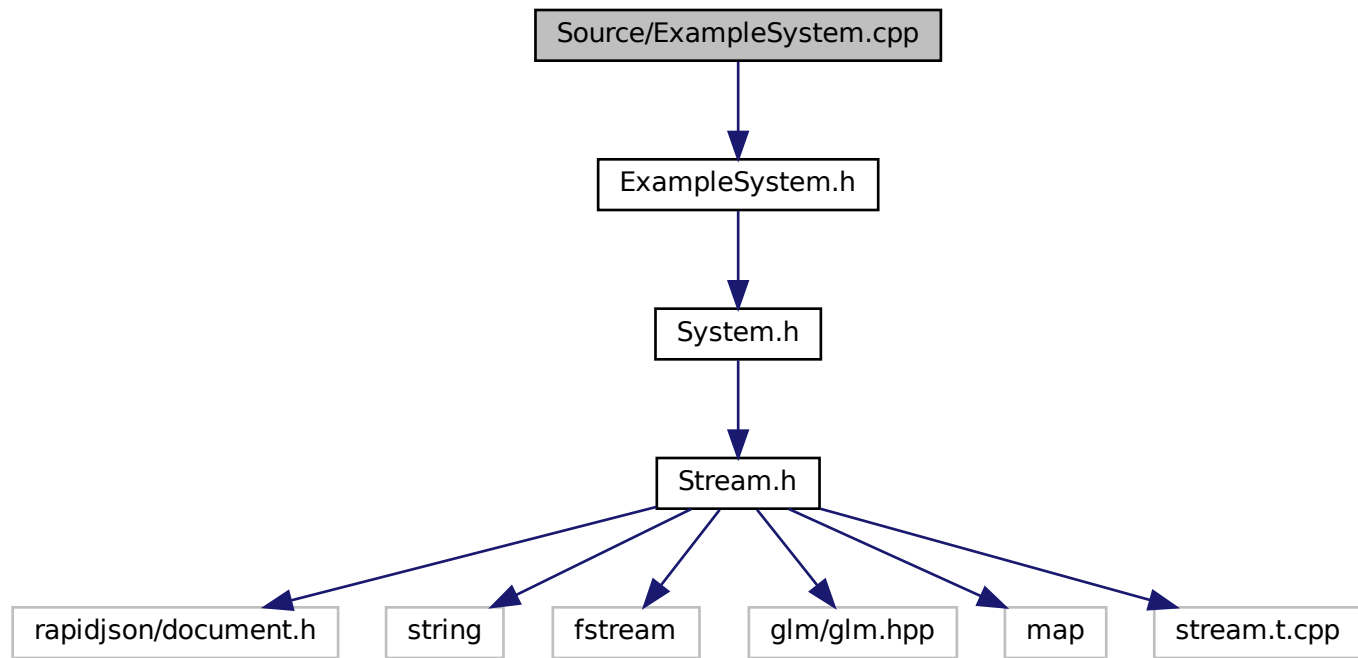 Source/ExampleSystem.cpp
ExampleSystem.h
System.h
Stream.h
rapidjson/document.h
string
fstream
glm/glm.hpp
map
stream.t.cpp